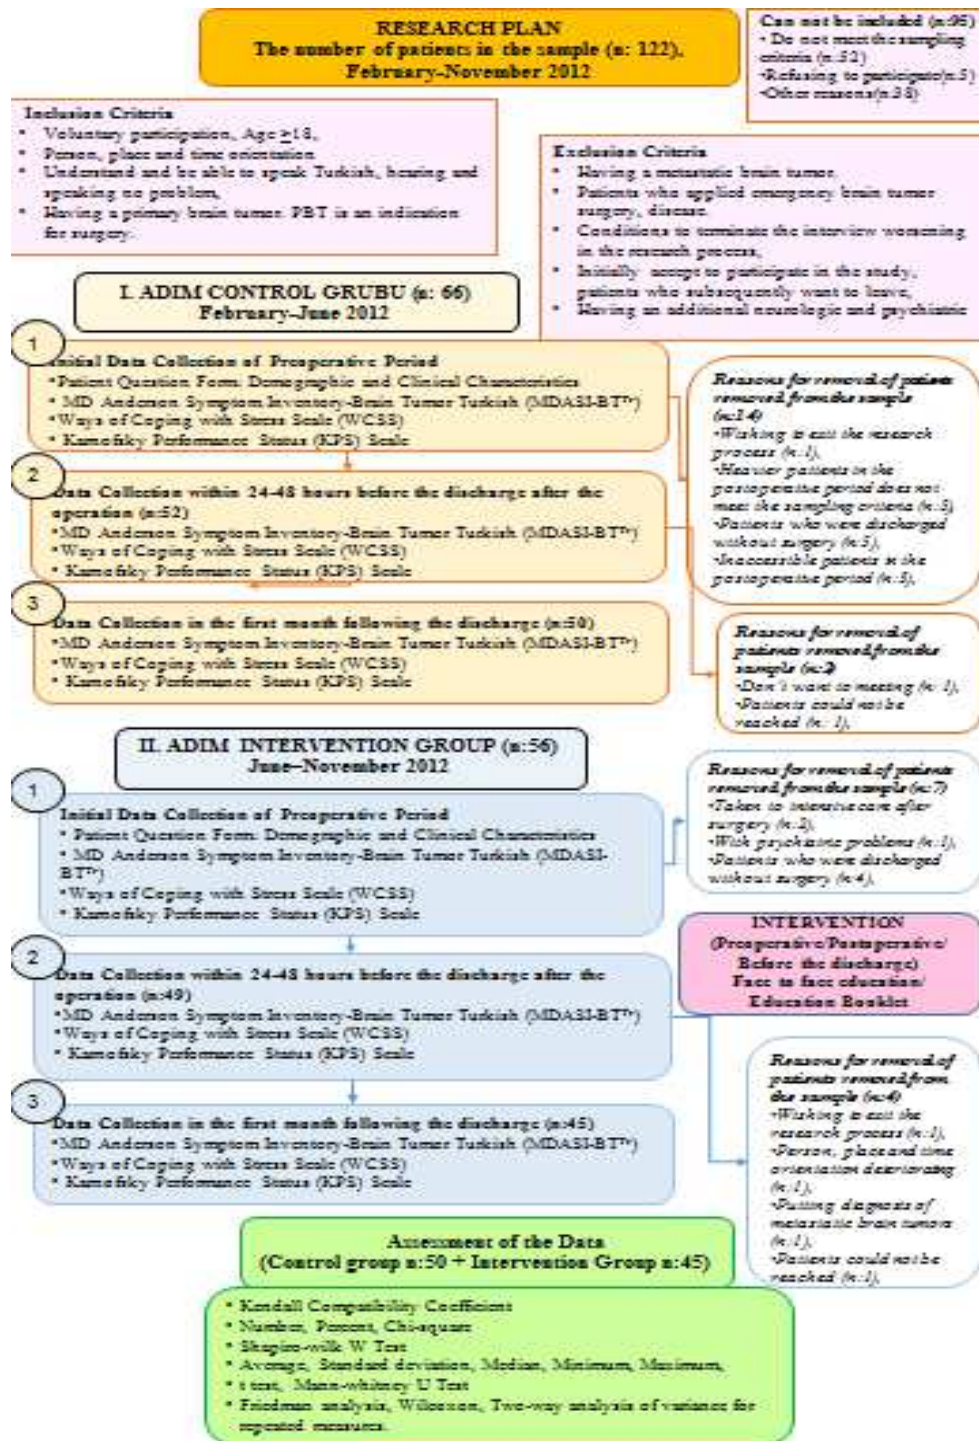 RESEARCH PLAN
The number of patients in the sample (n: 122),
February-November 2012
Can not be included (n:95)
• Do not meet the sampling
criteria (n:52)
•Refusing to participate(n:5)
•Other reasons(n:38)
Inclusion Criteria
• Voluntary participation, Age ≥18,
• Person, place and time orientation
• Understand and be able to speak Turkish, hearing and
speaking no problem,
• Having a primary brain tumor. PBT is an indication
for surgery.
Exclusion Criteria
• Having a metastatic brain tumor,
• Patients who applied emergency brain tumor
surgery, disease.
• Conditions to terminate the interview worsening
in the research process,
• Initially accept to participate in the study,
patients who subsequently want to leave,
• Having an additional neurologic and psychiatric
I. ADIM CONTROL GRUBU (n: 66)
February-June 2012
1
Initial Data Collection of Preoperative Period
•Patient Question Form: Demographic and Clinical Characteristics
• MD Anderson Symptom Inventory-Brain Tumor Turkish (MDASI-BTTr)
•Ways of Coping with Stress Scale (WCSS)
• Karnofsky Performance Status (KPS) Scale
2
Data Collection within 24-48 hours before the discharge after the
operation (n:52)
•MD Anderson Symptom Inventory-Brain Tumor Turkish (MDASI-BTTr)
•Ways of Coping with Stress Scale (WCSS)
• Karnofsky Performance Status (KPS) Scale
3
Data Collection in the first month following the discharge (n:50)
•MD Anderson Symptom Inventory-Brain Tumor Turkish (MDASI-BTTr)
•Ways of Coping with Stress Scale (WCSS)
• Karnofsky Performance Status (KPS) Scale
Reasons for removal of patients
removed from the sample
(n:14)
•Wishing to exit the research
process (n:1),
•Heavier patients in the
postoperative period does not
meet the sampling criteria
•Patients who were discharged
without surgery (n:5),
•Inaccessible patients in the
postoperative period
Reasons for removal of
patients removed from the
sample (n:2)
•Don't want to meeting (n:1),
•Patients could not be
reached (n:1),
II. ADIM INTERVENTION GROUP (n:56)
June–November 2012
1
Initial Data Collection of Preoperative Period
• Patient Question Form: Demographic and Clinical Characteristics
• MD Anderson Symptom Inventory-Brain Tumor Turkish (MDASI-
BTTr)
•Ways of Coping with Stress Scale (WCSS)
• Karnofsky Performance Status (KPS) Scale
Reasons for removal of patients
removed from the sample (n:7)
•Taken to intensive care after
surgery (n:2),
•With psychiatric problems (n:1),
•Patients who were discharged
without surgery (n:4),
INTERVENTION
(Preoperative/Postoperative/
Before the discharge)
Face to face education/
Education Booklet
2
Data Collection within 24-48 hours before the discharge after the
operation (n:49)
•MD Anderson Symptom Inventory-Brain Tumor Turkish (MDASI-BTTr)
•Ways of Coping with Stress Scale (WCSS)
• Karnofsky Performance Status (KPS) Scale
3
Data Collection in the first month following the discharge (n:45)
•MD Anderson Symptom Inventory-Brain Tumor Turkish (MDASI-BTTr)
•Ways of Coping with Stress Scale (WCSS)
• Karnofsky Performance Status (KPS) Scale
Reasons for removal of
patients removed from
the sample (n:4)
•Wishing to exit the
research process (n:1),
•Person, place and time
orientation deteriorating
(n:1),
•Putting diagnosis of
metastatic brain tumors
(n:1),
•Patients could not be
reached (n:1),
Assessment of the Data
(Control group n:50 + Intervention Group n:45)
• Kendall Compatibility Coefficient
• Number, Percent, Chi-square
• Shapiro-wilk W Test
• Average, Standard deviation, Median, Minimum, Maximum,
• t test, Mann-whitney U Test
• Friedman analysis, Wilcoxon, Two-way analysis of variance for
repeated measures.